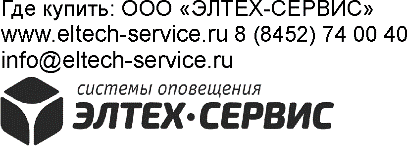 Где купить: ООО «ЭЛТЕХ-СЕРВИС»
www.eltech-service.ru 8 (8452) 74 00 40
info@eltech-service.ru
системы оповещения
ЭЛТЕХ•СЕРВИС